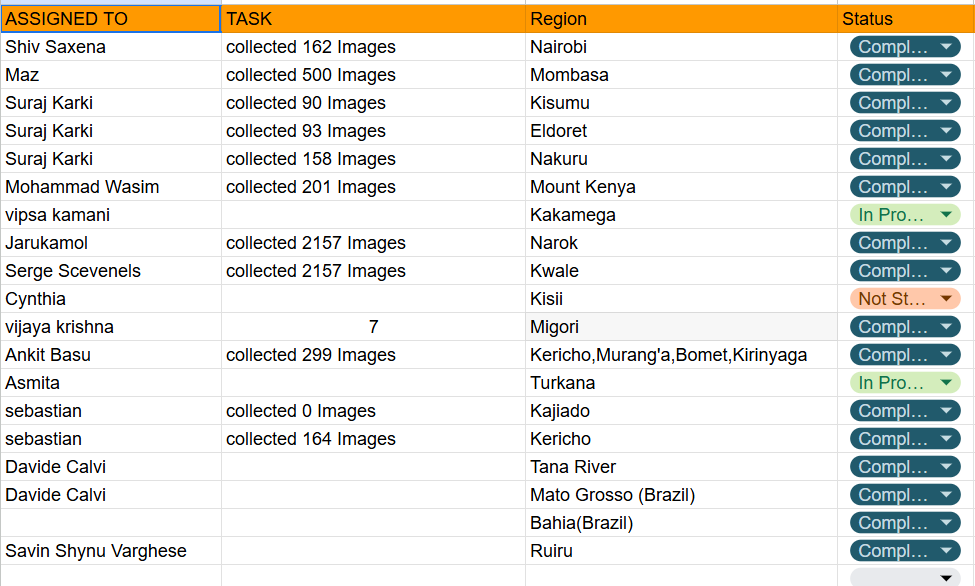 ASSIGNED TO TASK Region Status
Shiv Saxena collected 162 Images Nairobi Compl...
Maz collected 500 Images Mombasa Compl...
Suraj Karki collected 90 Images Kisumu Compl...
Suraj Karki collected 93 Images Eldoret Compl...
Suraj Karki collected 158 Images Nakuru Compl...
Mohammad Wasim collected 201 Images Mount Kenya Compl...
vipsa kamani Kakamega In Pro...
Jarukamol collected 2157 Images Narok Compl...
Serge Scevenels collected 2157 Images Kwale Compl...
Cynthia Kisii Not St...
vijaya krishna 7 Migori Compl...
Ankit Basu collected 299 Images Kericho,Murang'a,Bomet,Kirinyaga Compl...
Asmita Turkana In Pro...
sebastian collected 0 Images Kajiado Compl...
sebastian collected 164 Images Kericho Compl...
Davide Calvi Tana River Compl...
Davide Calvi Mato Grosso (Brazil) Compl...
Bahia(Brazil) Compl...
Savin Shynu Varghese Ruiru Compl...